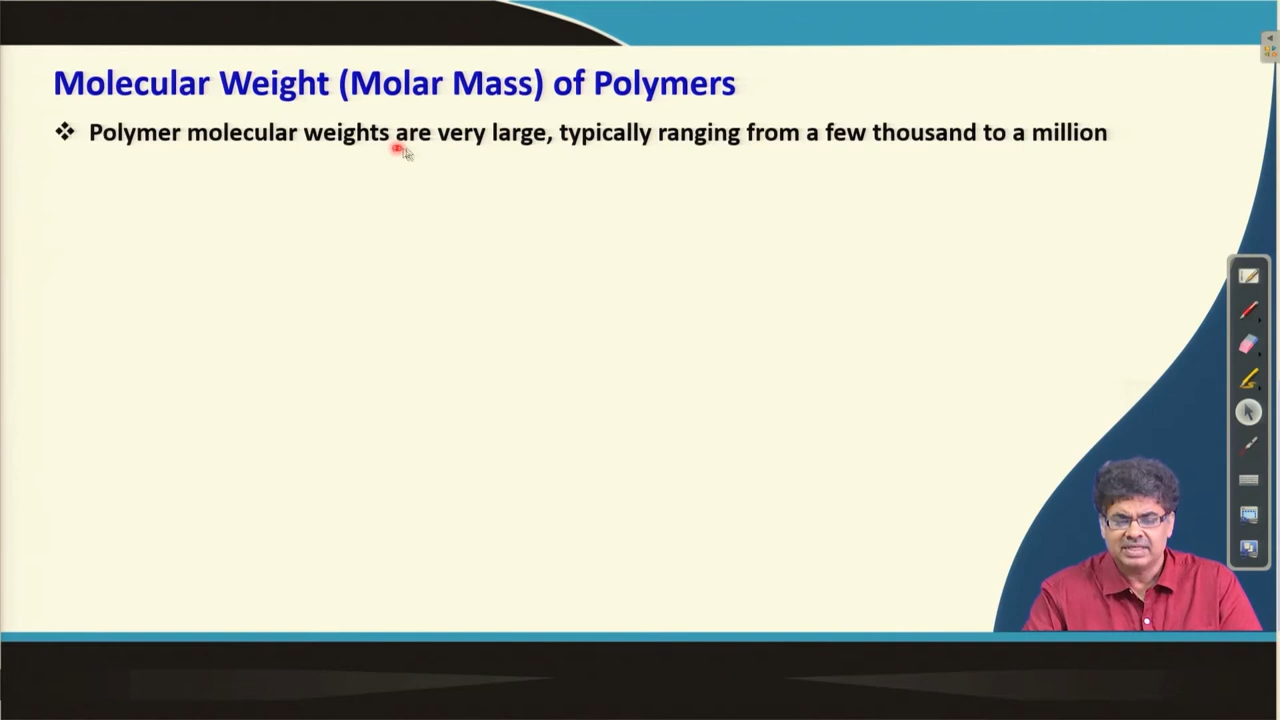 Molecular Weight (Molar Mass) of Polymers
❖ Polymer molecular weights are very large, typically ranging from a few thousand to a million